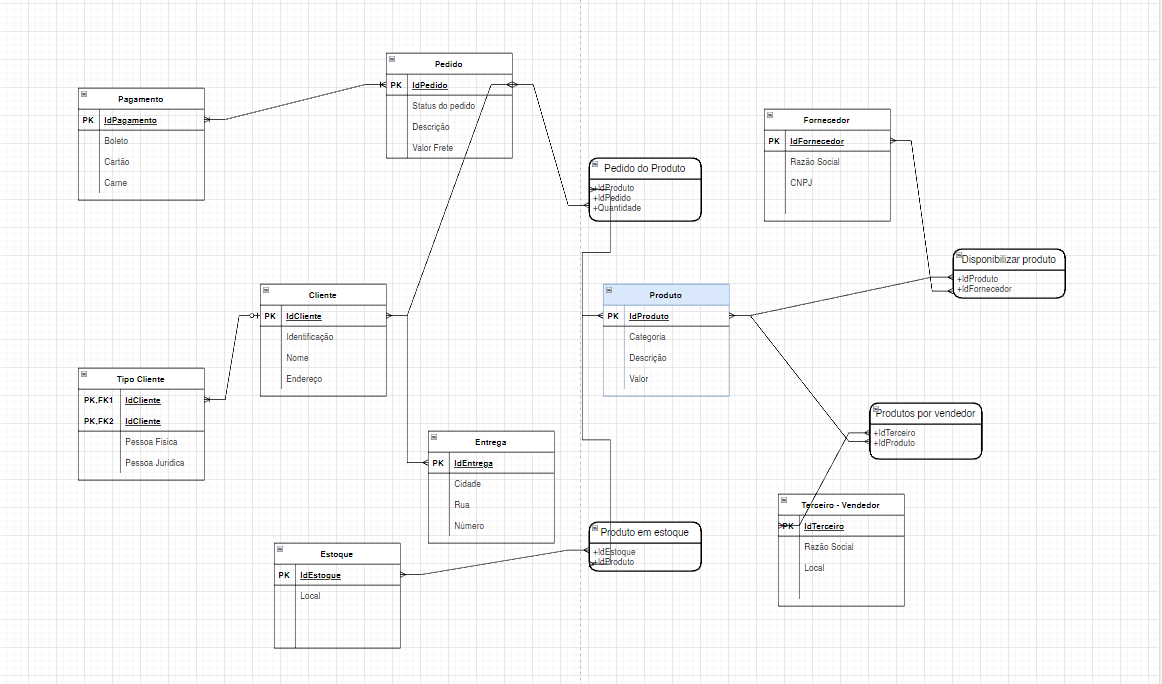 Pedido
PK IdPedido
Status do pedido
Descrição
Valor Frete
Pagamento
PK IdPagamento
Boleto
Cartão
Carne
Fornecedor
PK IdFornecedor
Razão Social
CNPJ
Pedido do Produto
+IdProduto
+IdPedido
+Quantidade
Disponibilizar produto
+IdProduto
+IdFornecedor
Cliente
PK IdCliente
Identificação
Nome
Endereço
Produto
PK IdProduto
Categoria
Descrição
Valor
Tipo Cliente
PK,FK1 IdCliente
PK,FK2 IdCliente
Pessoa Fisica
Pessoa Juridica
Produtos por vendedor
+IdTerceiro
+IdProduto
Entrega
PK IdEntrega
Cidade
Rua
Número
Terceiro - Vendedor
PK IdTerceiro
Razão Social
Local
Produto em estoque
+IdEstoque
+IdProduto
Estoque
PK IdEstoque
Local